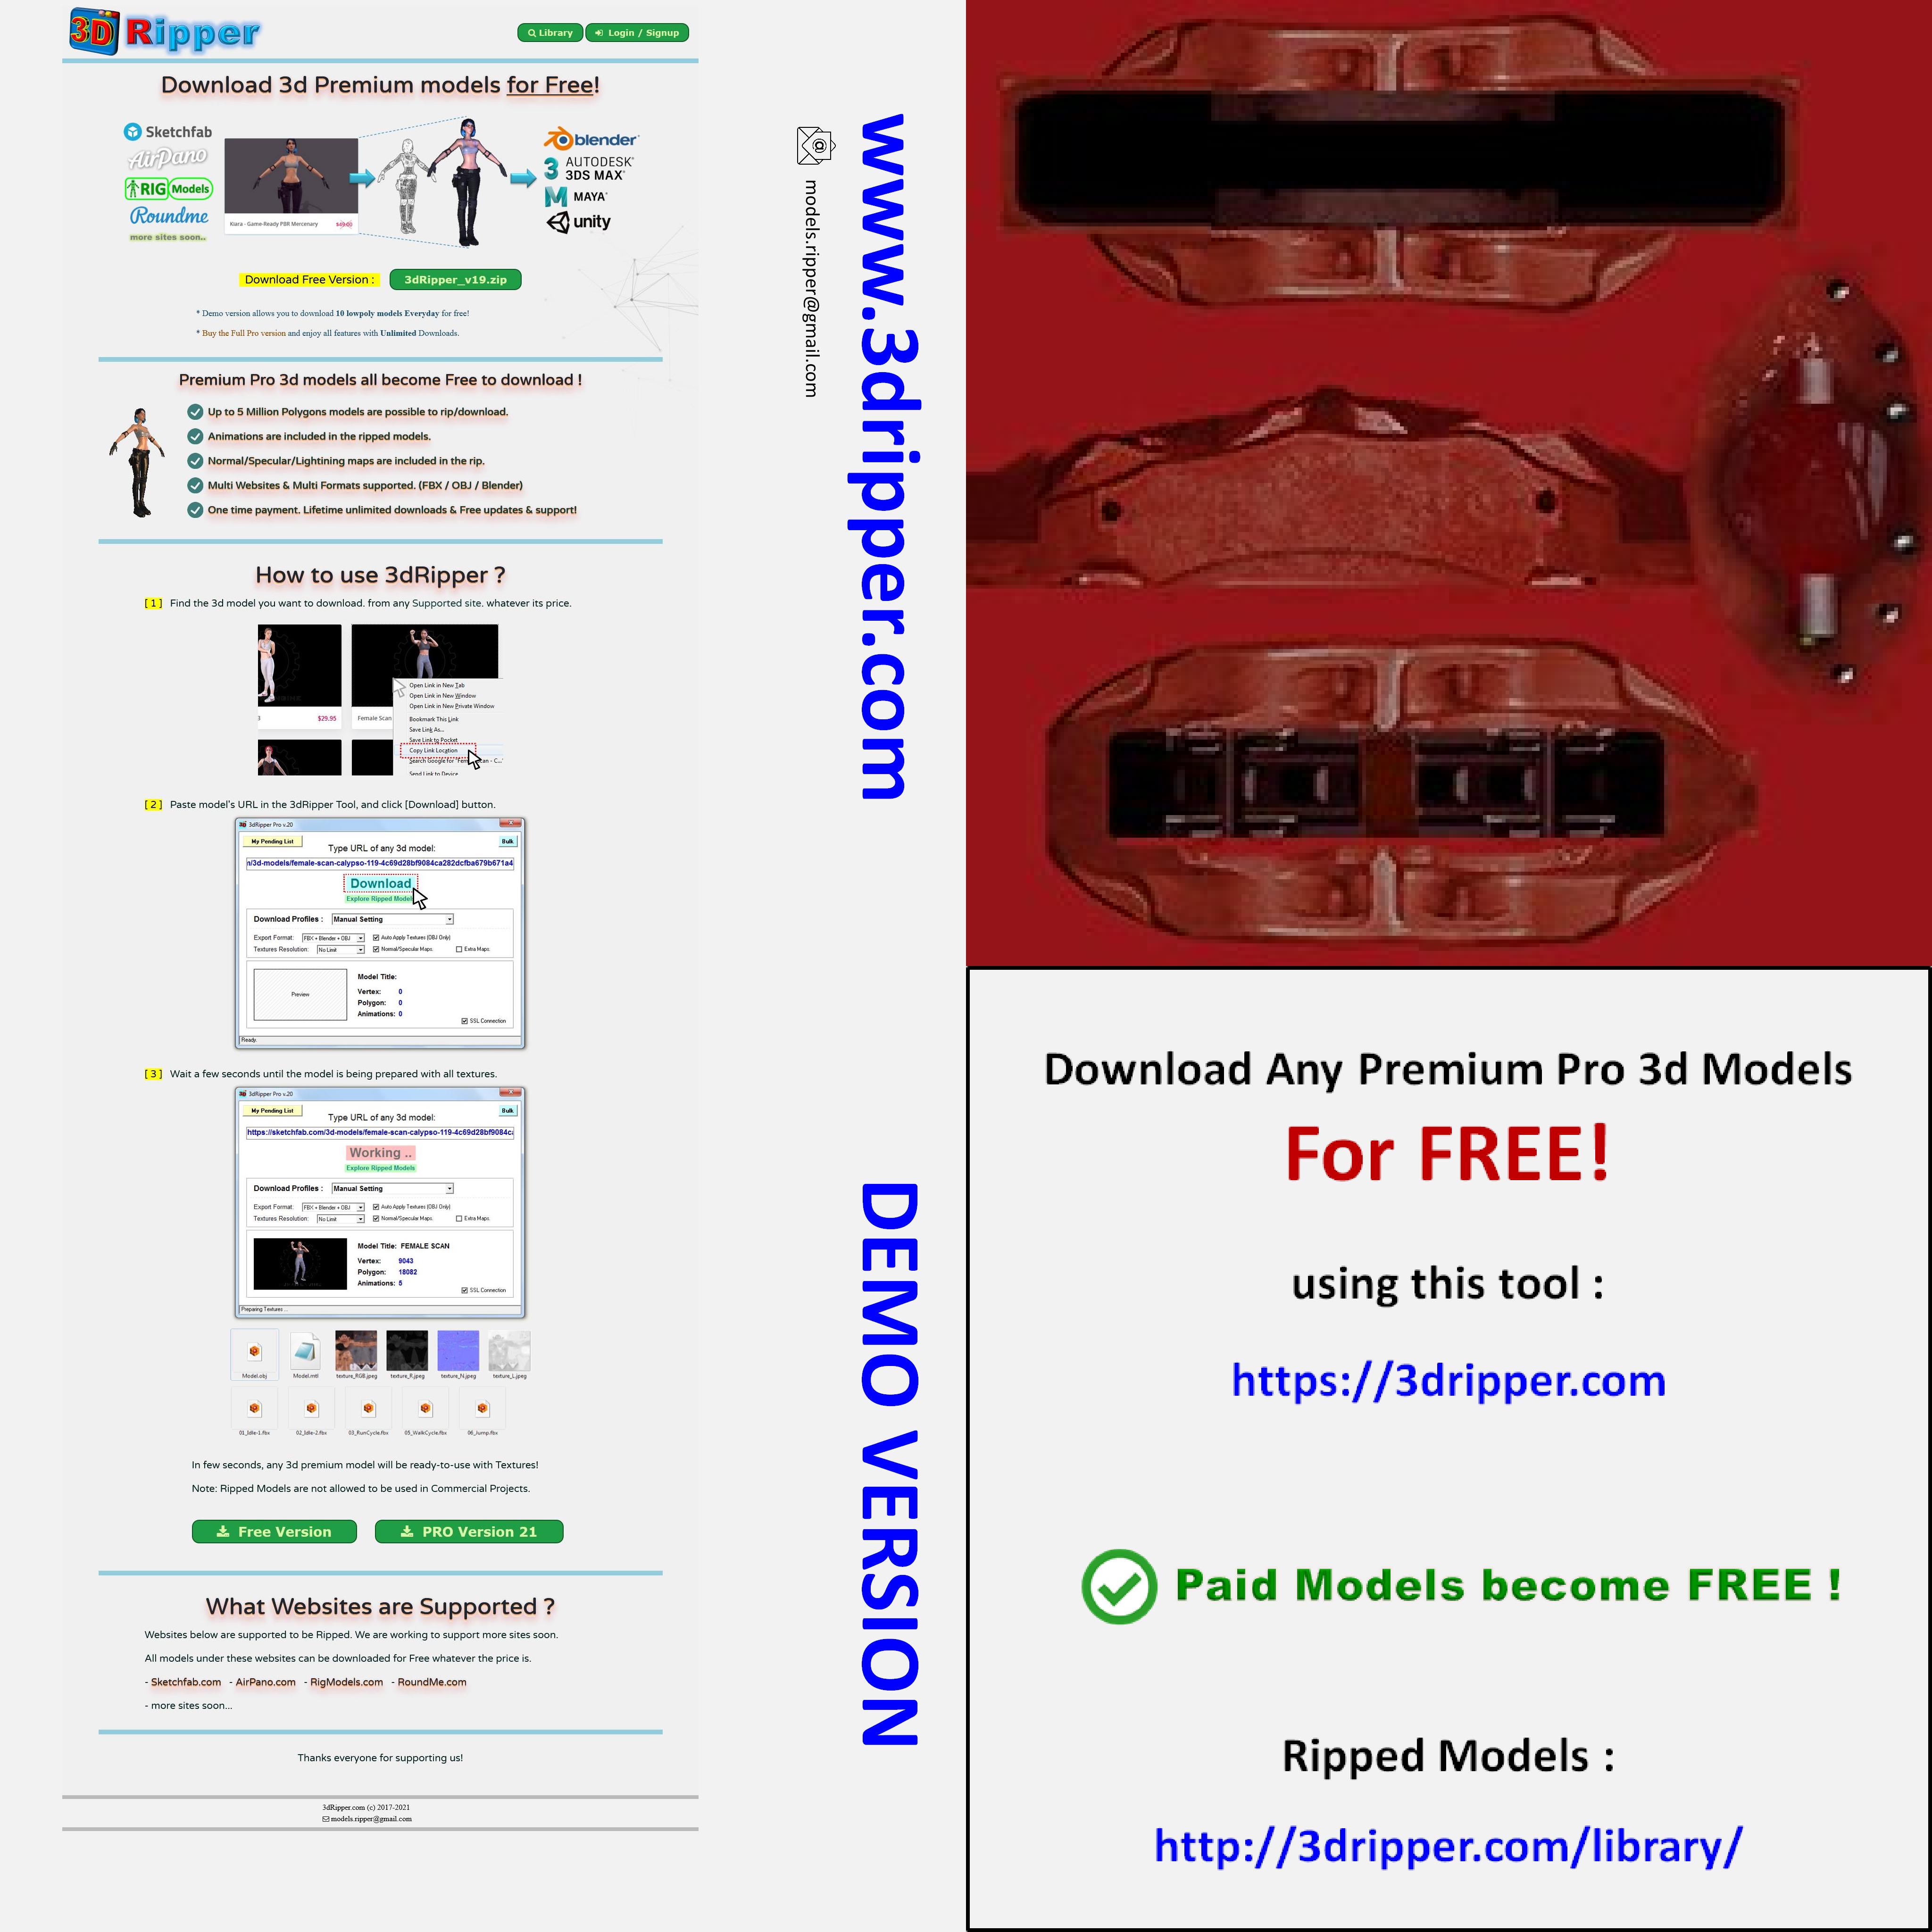 3D Ripper
Library
Login / Signup
Download 3d Premium models for Free!
Sketchfab
AirPano
RIG Models
Roundme
more sites soon..
Kiara - Game-Ready PBR Mercenary
blender
AUTODESK
3DS MAX
MAYA
unity
Download Free Version :
3dRipper_v19.zip
* Demo version allows you to download 10 lowpoly models Everyday for free!
* Buy the Full Pro version and enjoy all features with Unlimited Downloads.
Premium Pro 3d models all become Free to download !
Up to 5 Million Polygons models are possible to rip/download.
Animations are included in the ripped models.
Normal/Specular/Lightining maps are included in the rip.
Multi Websites & Multi Formats supported. (FBX / OBJ / Blender)
One time payment. Lifetime unlimited downloads & Free updates & support!
How to use 3dRipper ?
[ 1 ] Find the 3d model you want to download. from any Supported site. whatever its price.
$29.95
Female Scan
Open Link in New Tab
Open Link in New Window
Open Link in New Private Window
Bookmark This Link
Save Link As...
Save Link to Pocket
Copy Link Location
Search Google for
Send Link to Device
[ 2 ] Paste model's URL in the 3dRipper Tool, and click [Download] button.
3dRipper Pro v.20
My Pending List
Bulk
Type URL of any 3d model:
n/3d-models/female-scan-calypso-119-4c69d28bf9084ca282dcfba679b671a4
Download
Explore Ripped Models
Download Profiles : Manual Setting
Export Format: FBX + Blender + OBJ Auto Apply Textures (OBJ Only)
Textures Resolution: No Limit Normal/Specular Maps. Extra Maps.
Preview
Model Title:
Vertex: 0
Polygon: 0
Animations: 0
SSL Connection
Ready.
[ 3 ] Wait a few seconds until the model is being prepared with all textures.
3dRipper Pro v.20
My Pending List
Bulk
Type URL of any 3d model:
https://sketchfab.com/3d-models/female-scan-calypso-119-4c69d28bf9084c
Working ..
Explore Ripped Models
Download Profiles : Manual Setting
Export Format: FBX + Blender + OBJ Auto Apply Textures (OBJ Only)
Textures Resolution: No Limit Normal/Specular Maps. Extra Maps.
Model Title: FEMALE SCAN
Vertex: 9043
Polygon: 18082
Animations: 5
SSL Connection
Preparing Textures ...
Model.obj Model.mtl texture_RGB.jpeg texture_R.jpeg texture_N.jpeg texture_L.jpeg
01_Idle-1.fbx 02_Idle-2.fbx 03_RunCycle.fbx 05_WalkCycle.fbx 06_Jump.fbx
In few seconds, any 3d premium model will be ready-to-use with Textures!
Note: Ripped Models are not allowed to be used in Commercial Projects.
Free Version
PRO Version 21
What Websites are Supported ?
Websites below are supported to be Ripped. We are working to support more sites soon.
All models under these websites can be downloaded for Free whatever the price is.
- Sketchfab.com - AirPano.com - RigModels.com - RoundMe.com
- more sites soon...
Thanks everyone for supporting us!
3dRipper.com (c) 2017-2021
models.ripper@gmail.com
www.3dripper.com
models.ripper@gmail.com
DEMO VERSION
Download Any Premium Pro 3d Models
For FREE!
using this tool :
https://3dripper.com
Paid Models become FREE !
Ripped Models :
http://3dripper.com/library/